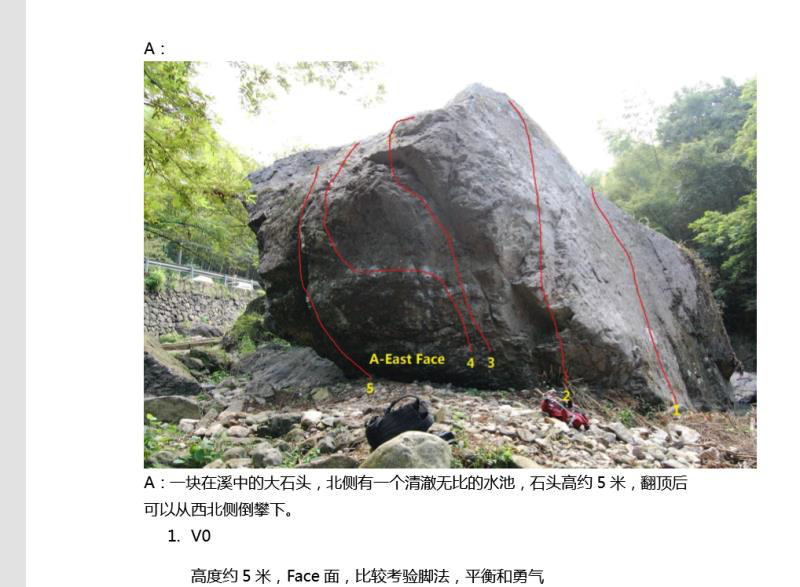 A：
A-East Face
4 3
5
2
1
A：一块在溪中的大石头，北侧有一个清澈无比的水池，石头高约 5 米，翻顶后
可以从西北侧倒攀下。
1. V0
高度约 5 米，Face 面，比较考验脚法，平衡和勇气